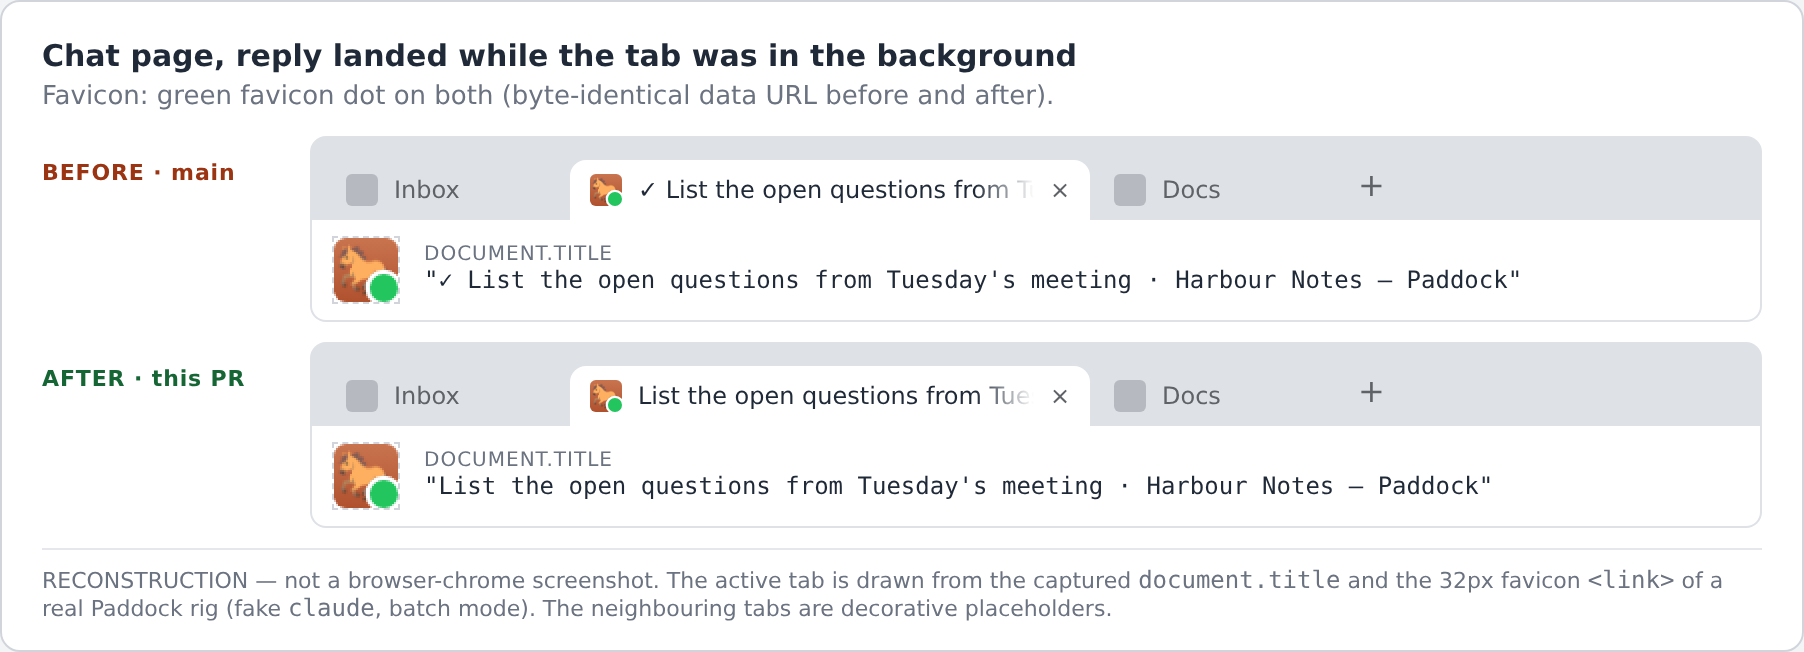 Chat page, reply landed while the tab was in the background
Favicon: green favicon dot on both (byte-identical data URL before and after).
BEFORE · main
Inbox
✓ List the open questions from T
×
Docs
+
DOCUMENT.TITLE
"✓ List the open questions from Tuesday's meeting · Harbour Notes — Paddock"
AFTER · this PR
Inbox
List the open questions from Tue
×
Docs
+
DOCUMENT.TITLE
"List the open questions from Tuesday's meeting · Harbour Notes — Paddock"
RECONSTRUCTION — not a browser-chrome screenshot. The active tab is drawn from the captured document.title and the 32px favicon <link> of a
real Paddock rig (fake claude, batch mode). The neighbouring tabs are decorative placeholders.